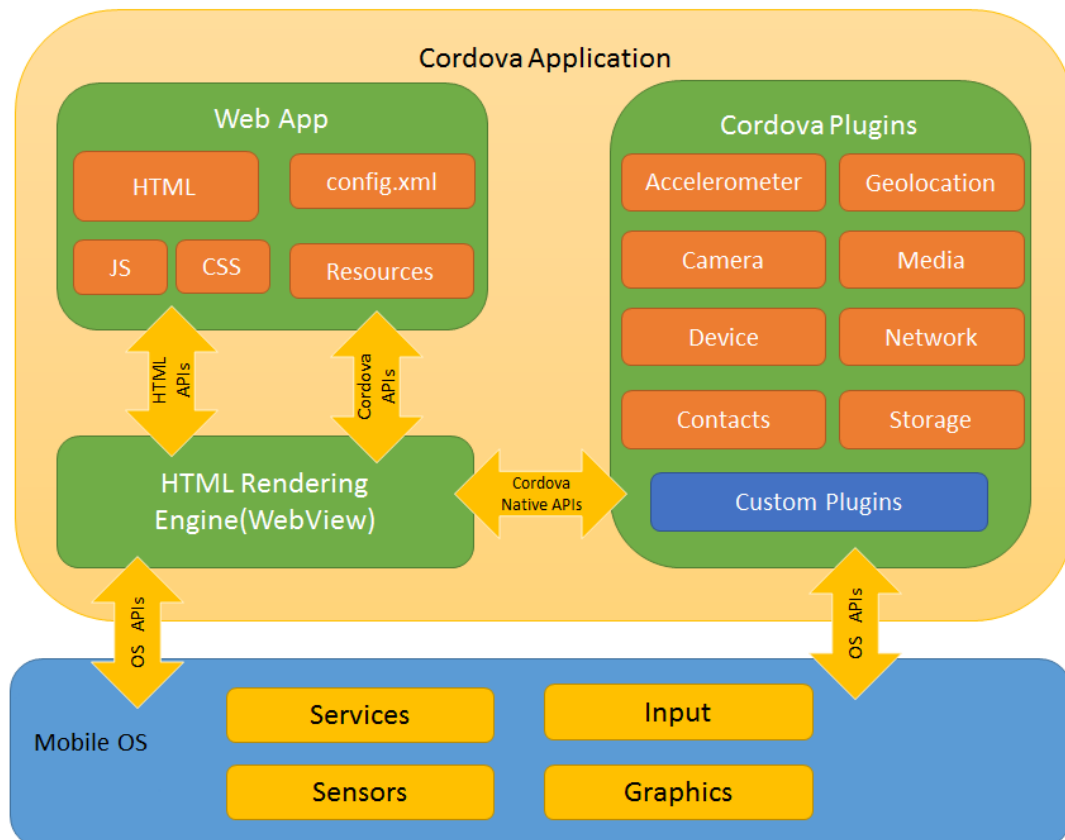 Cordova Application
Web App
HTML
config.xml
JS
CSS
Resources
HTML
APIs
Cordova
APIs
HTML Rendering
Engine(WebView)
Cordova
Native APIs
Cordova Plugins
Accelerometer
Geolocation
Camera
Media
Device
Network
Contacts
Storage
Custom Plugins
OS APIs
OS APIs
Mobile OS
Services
Input
Sensors
Graphics